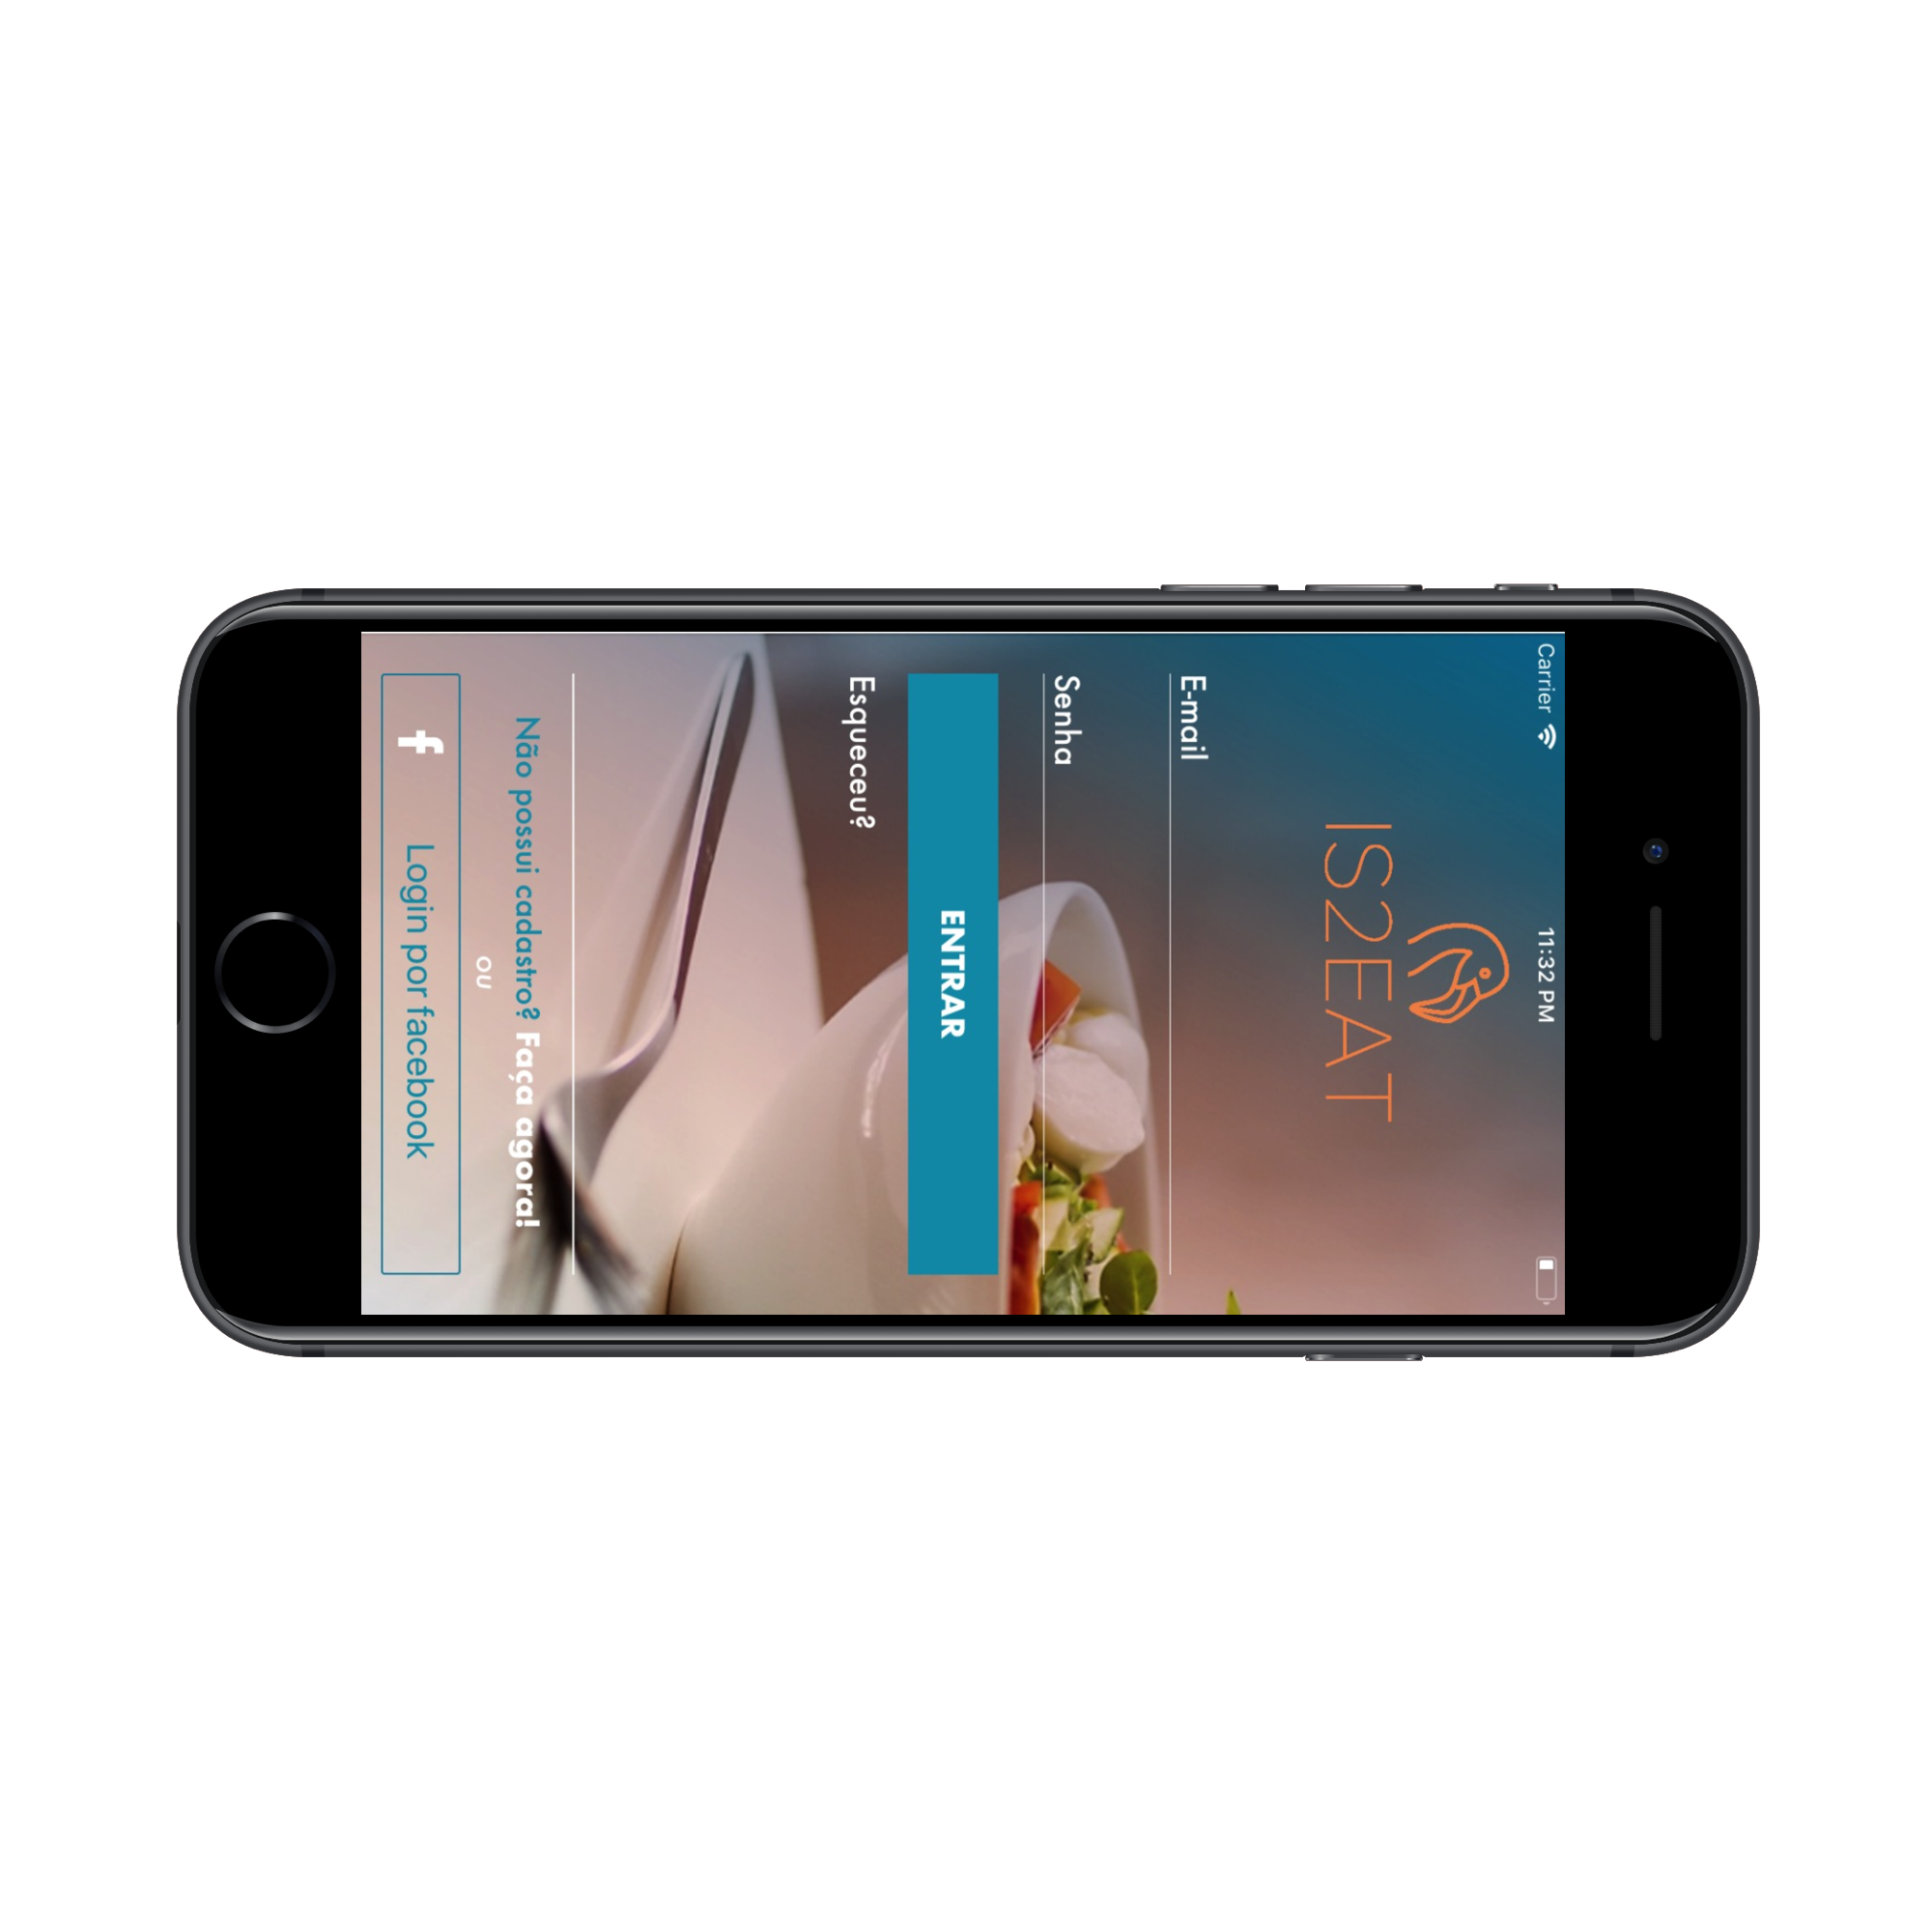 Carrier 11:32 PM
IS2EAT
E-mail
Senha
ENTRAR
Esqueceu?
Não possui cadastro? Faça agora!
ou
f Login por facebook